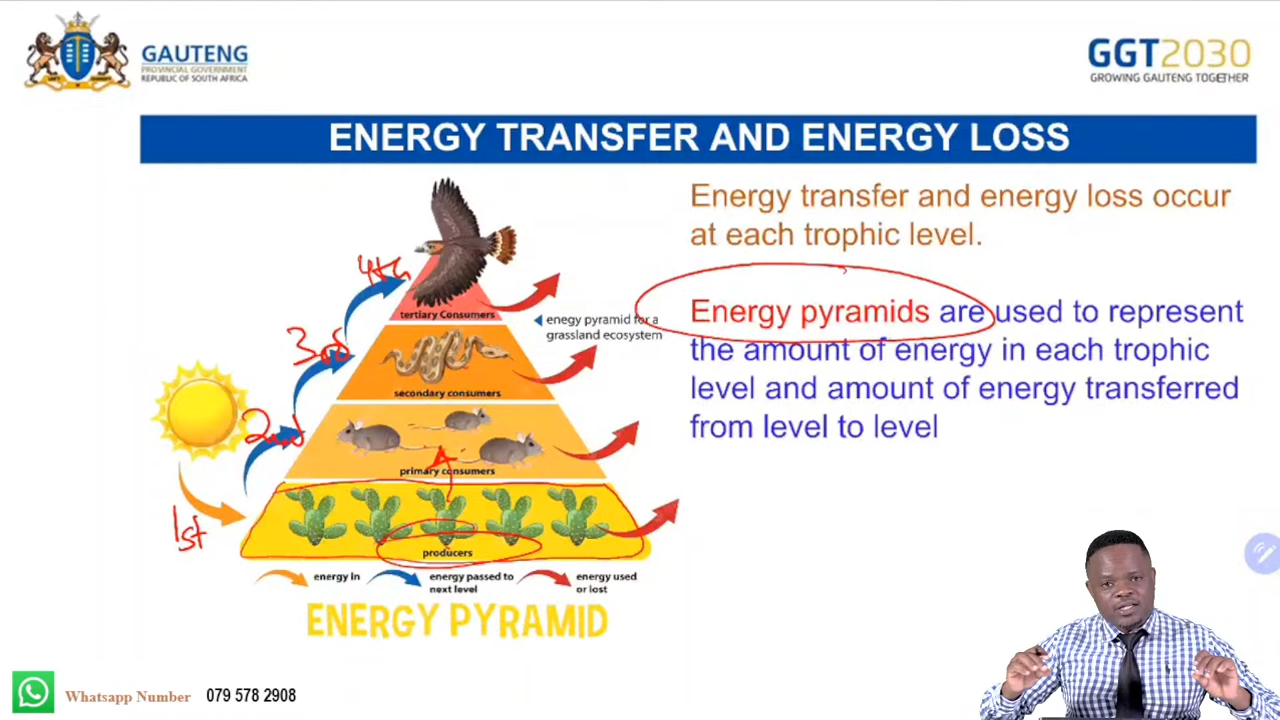 GAUTENG
PROVINCIAL GOVERNMENT
REPUBLIC OF SOUTH AFRICA
GGT2030
GROWING GAUTENG TOGETHER
ENERGY TRANSFER AND ENERGY LOSS
Energy transfer and energy loss occur
at each trophic level.
Energy pyramids are used to represent
the amount of energy in each trophic
level and amount of energy transferred
from level to level
4th
tertiary Consumers
enegy pyramid for a
grassland ecosystem
3rd
secondary consumers
2nd
primary consumers
1st
producers
energy in
energy passed to
next level
energy used
or lost
ENERGY PYRAMID
Whatsapp Number 079 578 2908